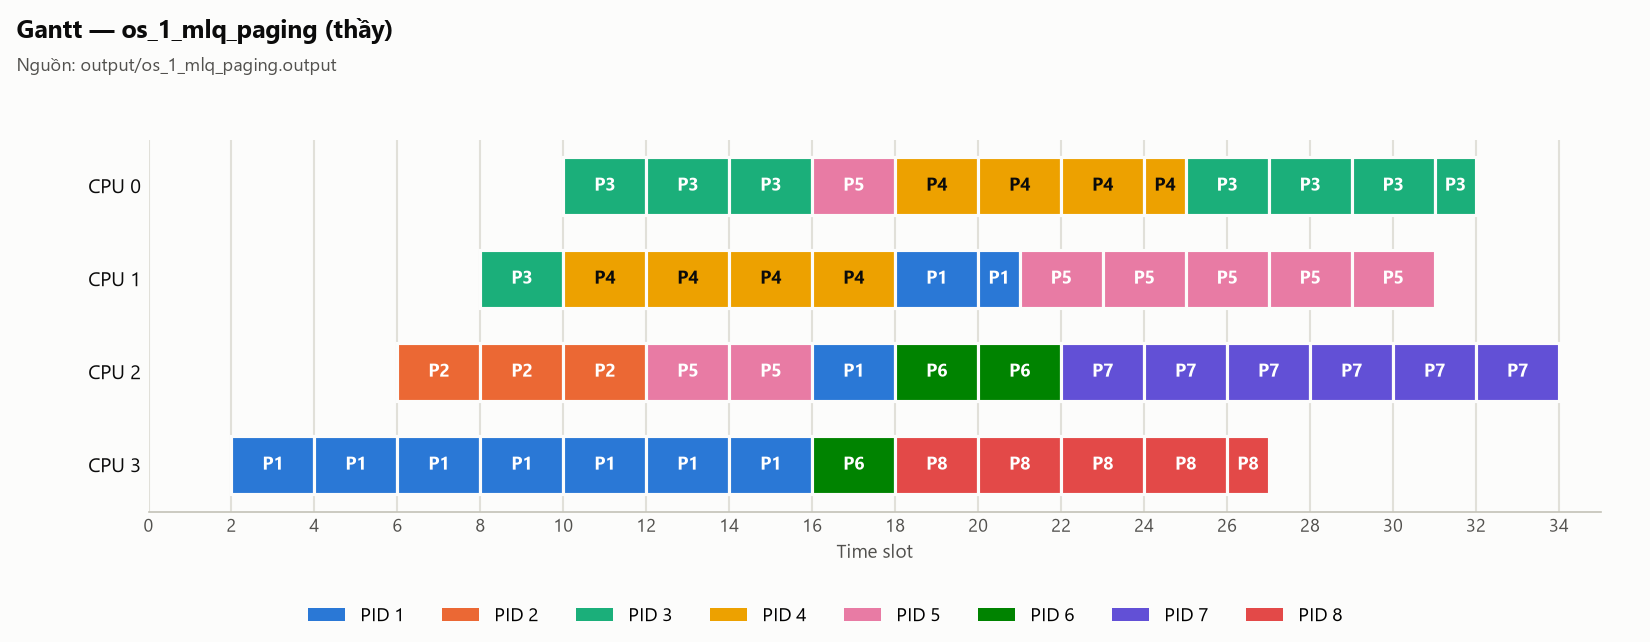 Gantt — os_1_mlq_paging (thầy)
Nguồn: output/os_1_mlq_paging.output
CPU 0 P3 P3 P3 P5 P4 P4 P4 P4 P3 P3 P3 P3
CPU 1 P3 P4 P4 P4 P4 P1 P1 P5 P5 P5 P5 P5
CPU 2 P2 P2 P2 P5 P5 P1 P6 P6 P7 P7 P7 P7 P7 P7
CPU 3 P1 P1 P1 P1 P1 P1 P1 P6 P8 P8 P8 P8 P8
0 2 4 6 8 10 12 14 16 18 20 22 24 26 28 30 32 34
Time slot
PID 1 PID 2 PID 3 PID 4 PID 5 PID 6 PID 7 PID 8